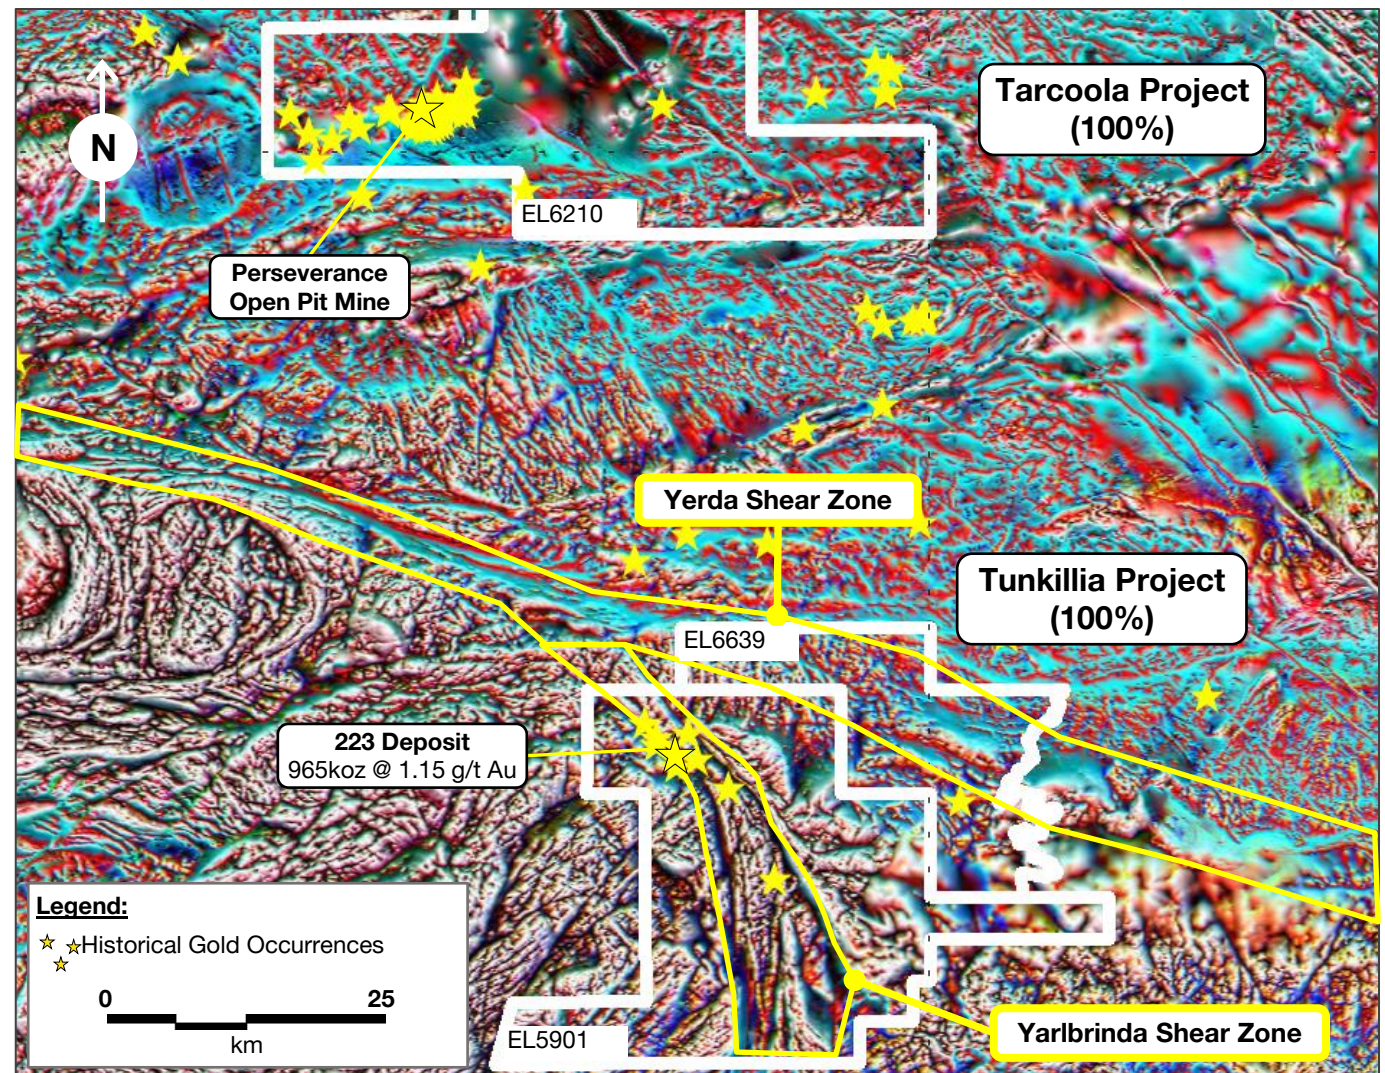 Tarcoola Project
(100%)
N
EL6210
Perseverance
Open Pit Mine
Yerda Shear Zone
Tunkillia Project
(100%)
EL6639
223 Deposit
965koz @ 1.15 g/t Au
Legend:
Historical Gold Occurrences
0 25
km
EL5901
Yarlbrinda Shear Zone